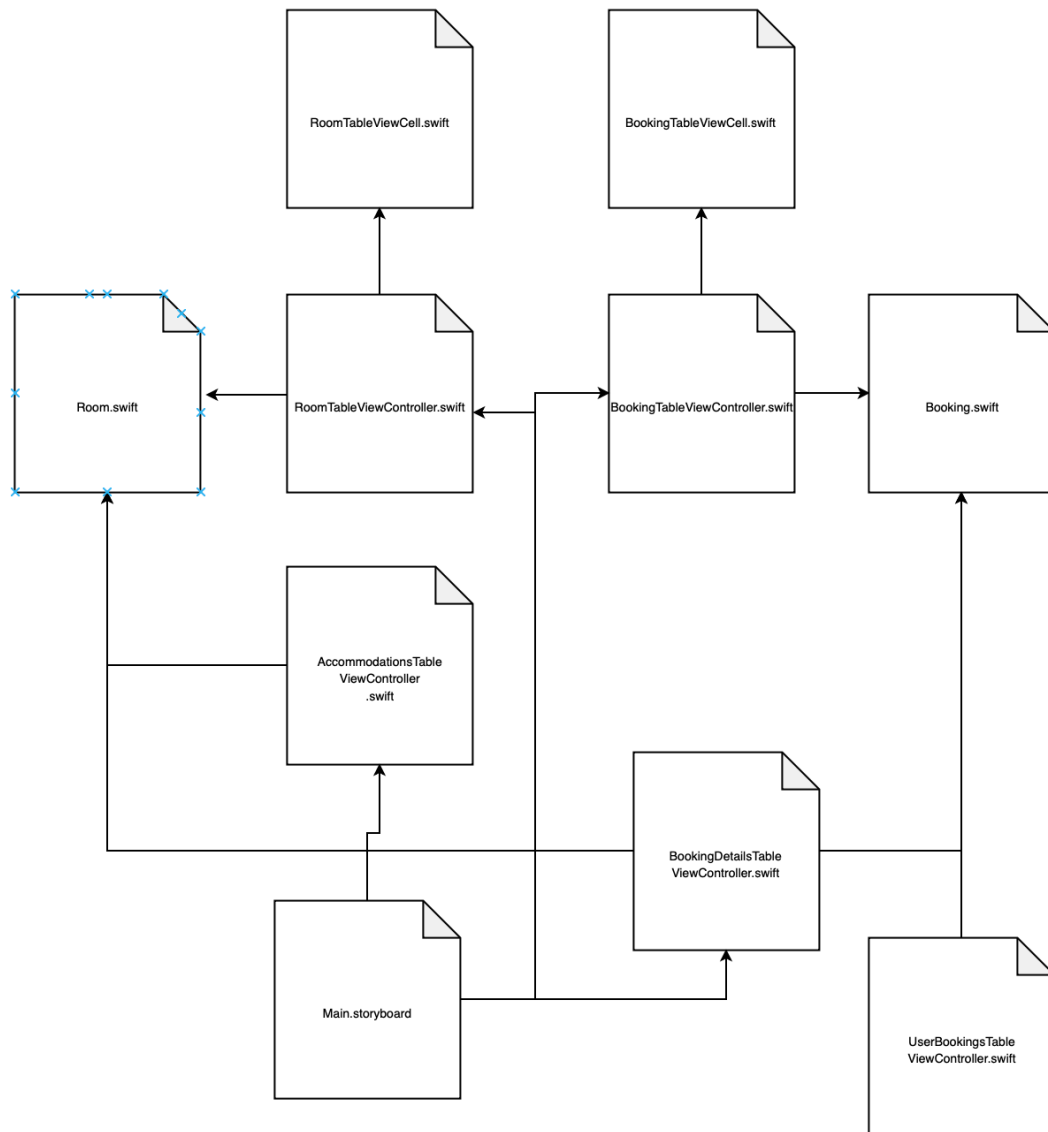 RoomTableViewCell.swift
BookingTableViewCell.swift
Room.swift
RoomTableViewController.swift
BookingTableViewController.swift
Booking.swift
AccommodationsTable
ViewController
.swift
BookingDetailsTable
ViewController.swift
Main.storyboard
UserBookingsTable
ViewController.swift